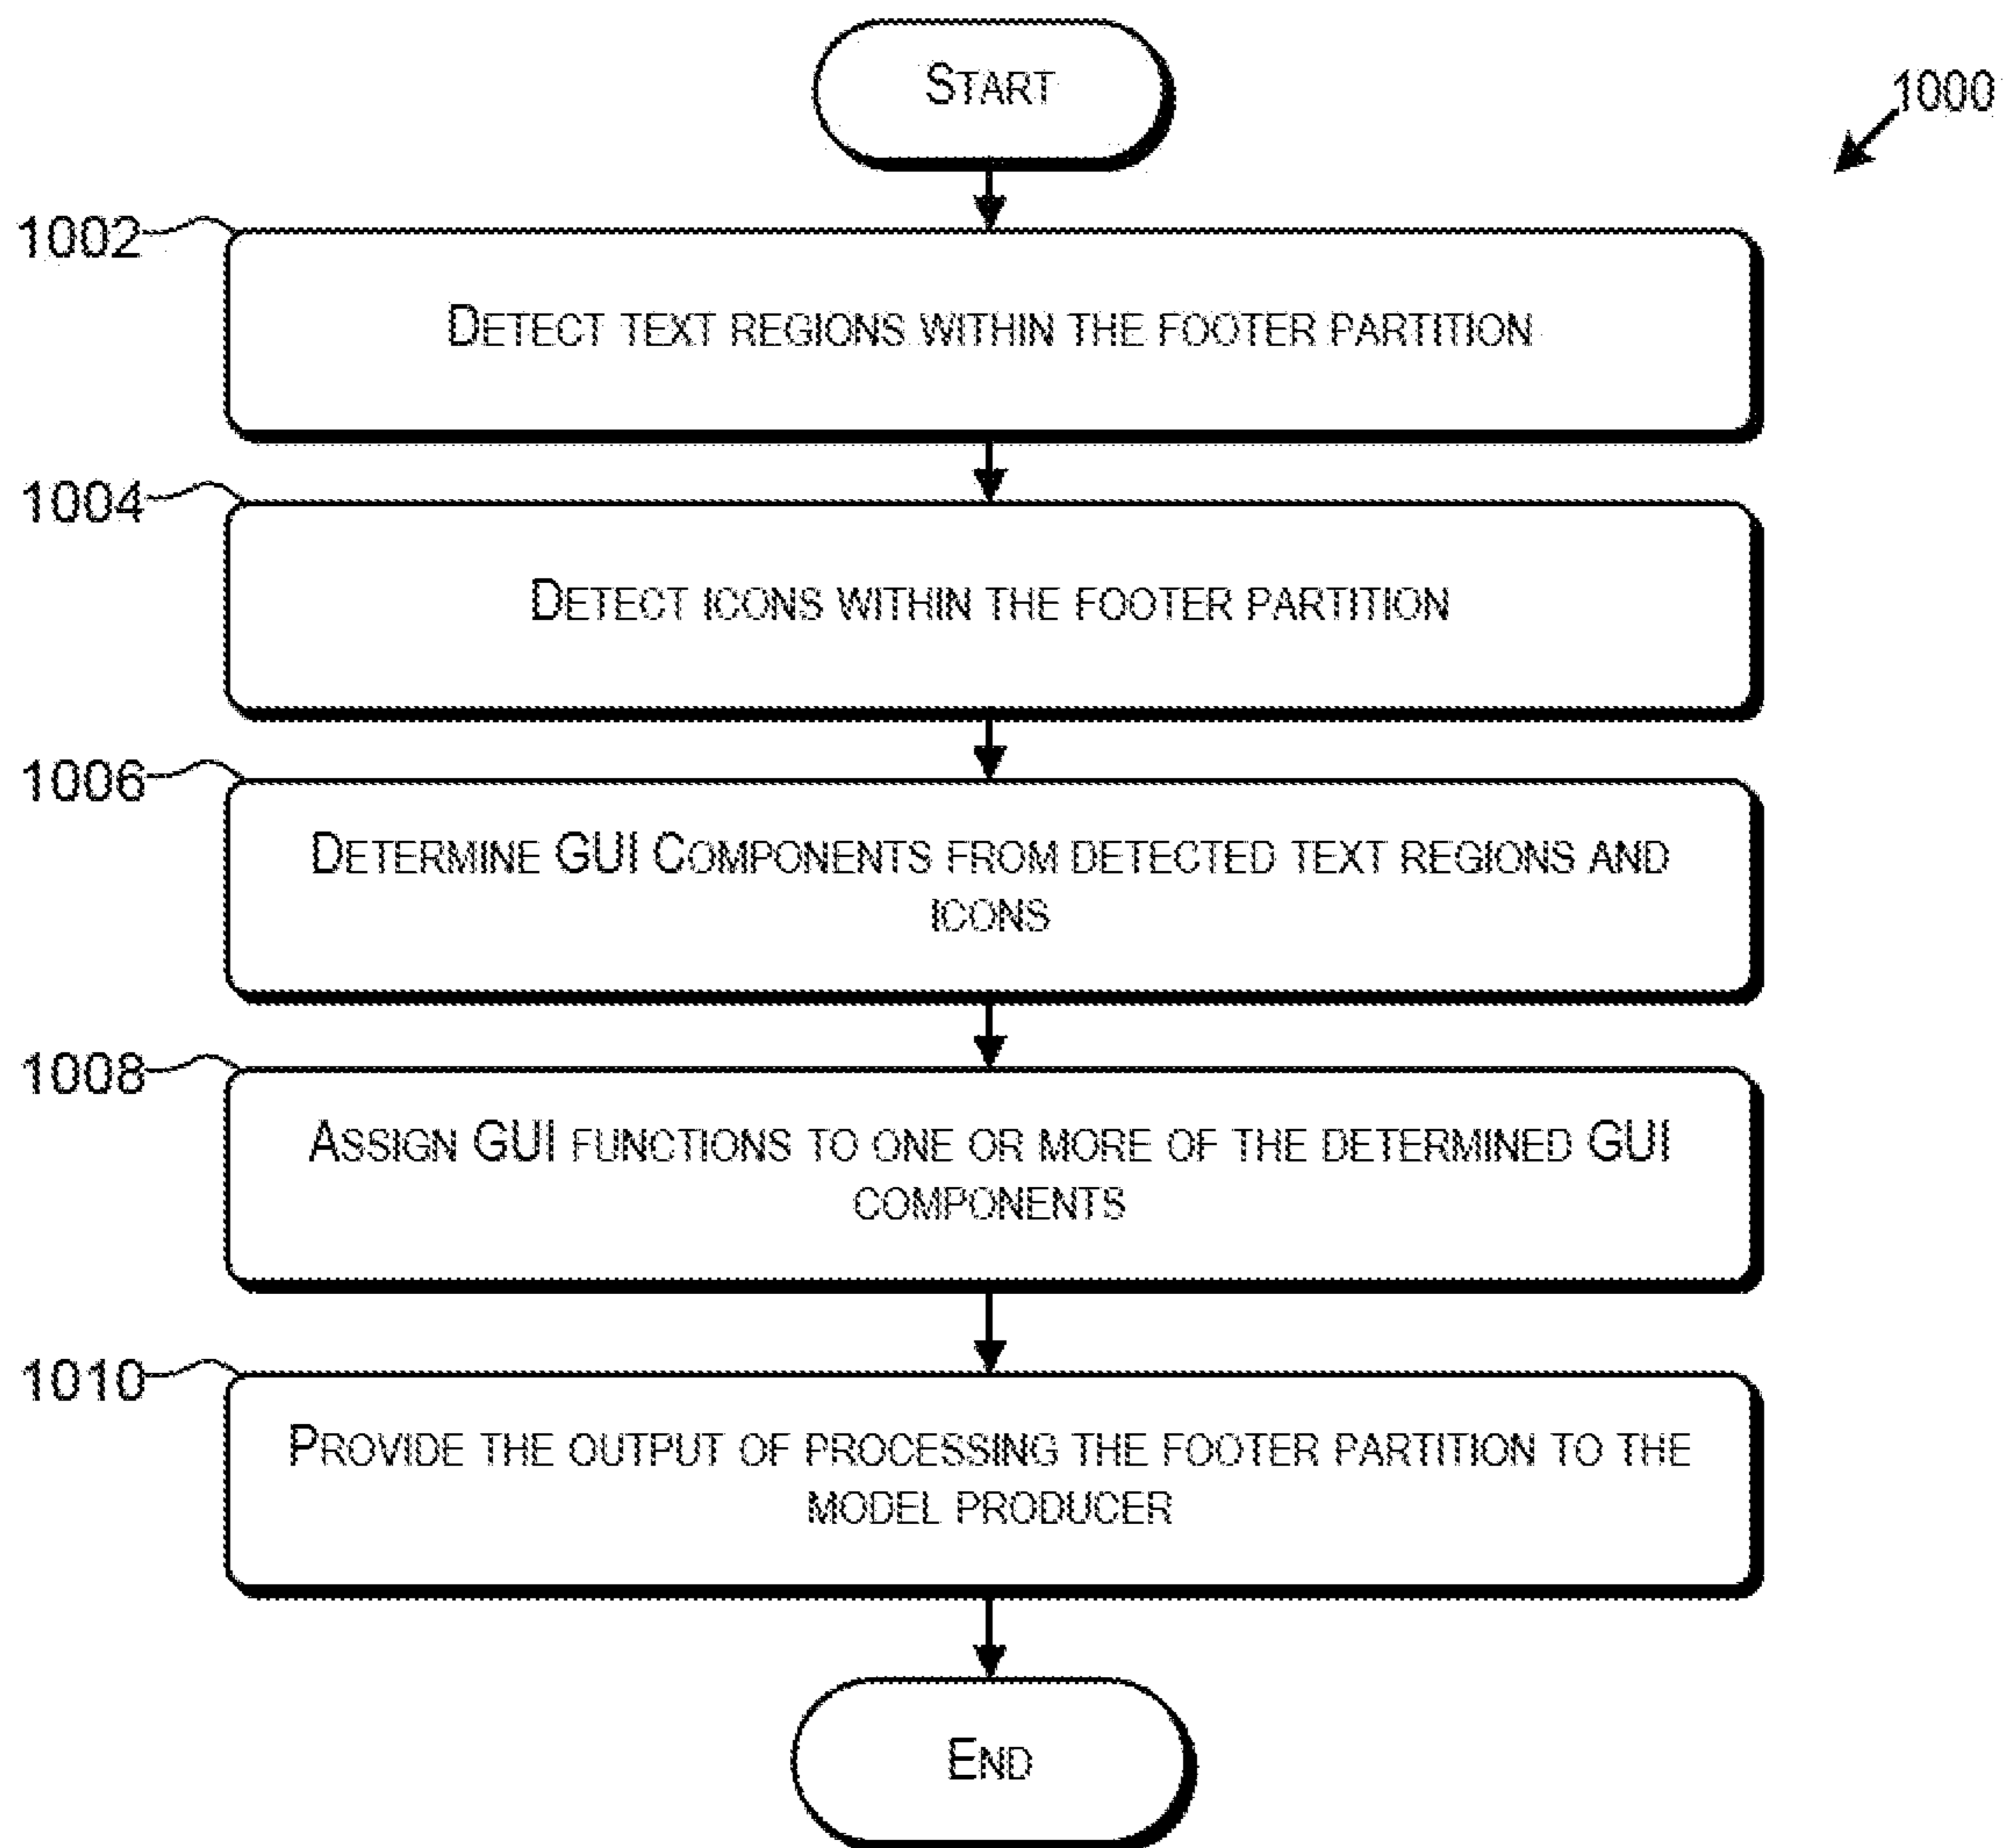 START
1000
1002
DETECT TEXT REGIONS WITHIN THE FOOTER PARTITION
1004
DETECT ICONS WITHIN THE FOOTER PARTITION
1006
DETERMINE GUI COMPONENTS FROM DETECTED TEXT REGIONS AND
ICONS
1008
ASSIGN GUI FUNCTIONS TO ONE OR MORE OF THE DETERMINED GUI
COMPONENTS
1010
PROVIDE THE OUTPUT OF PROCESSING THE FOOTER PARTITION TO THE
MODEL PRODUCER
END